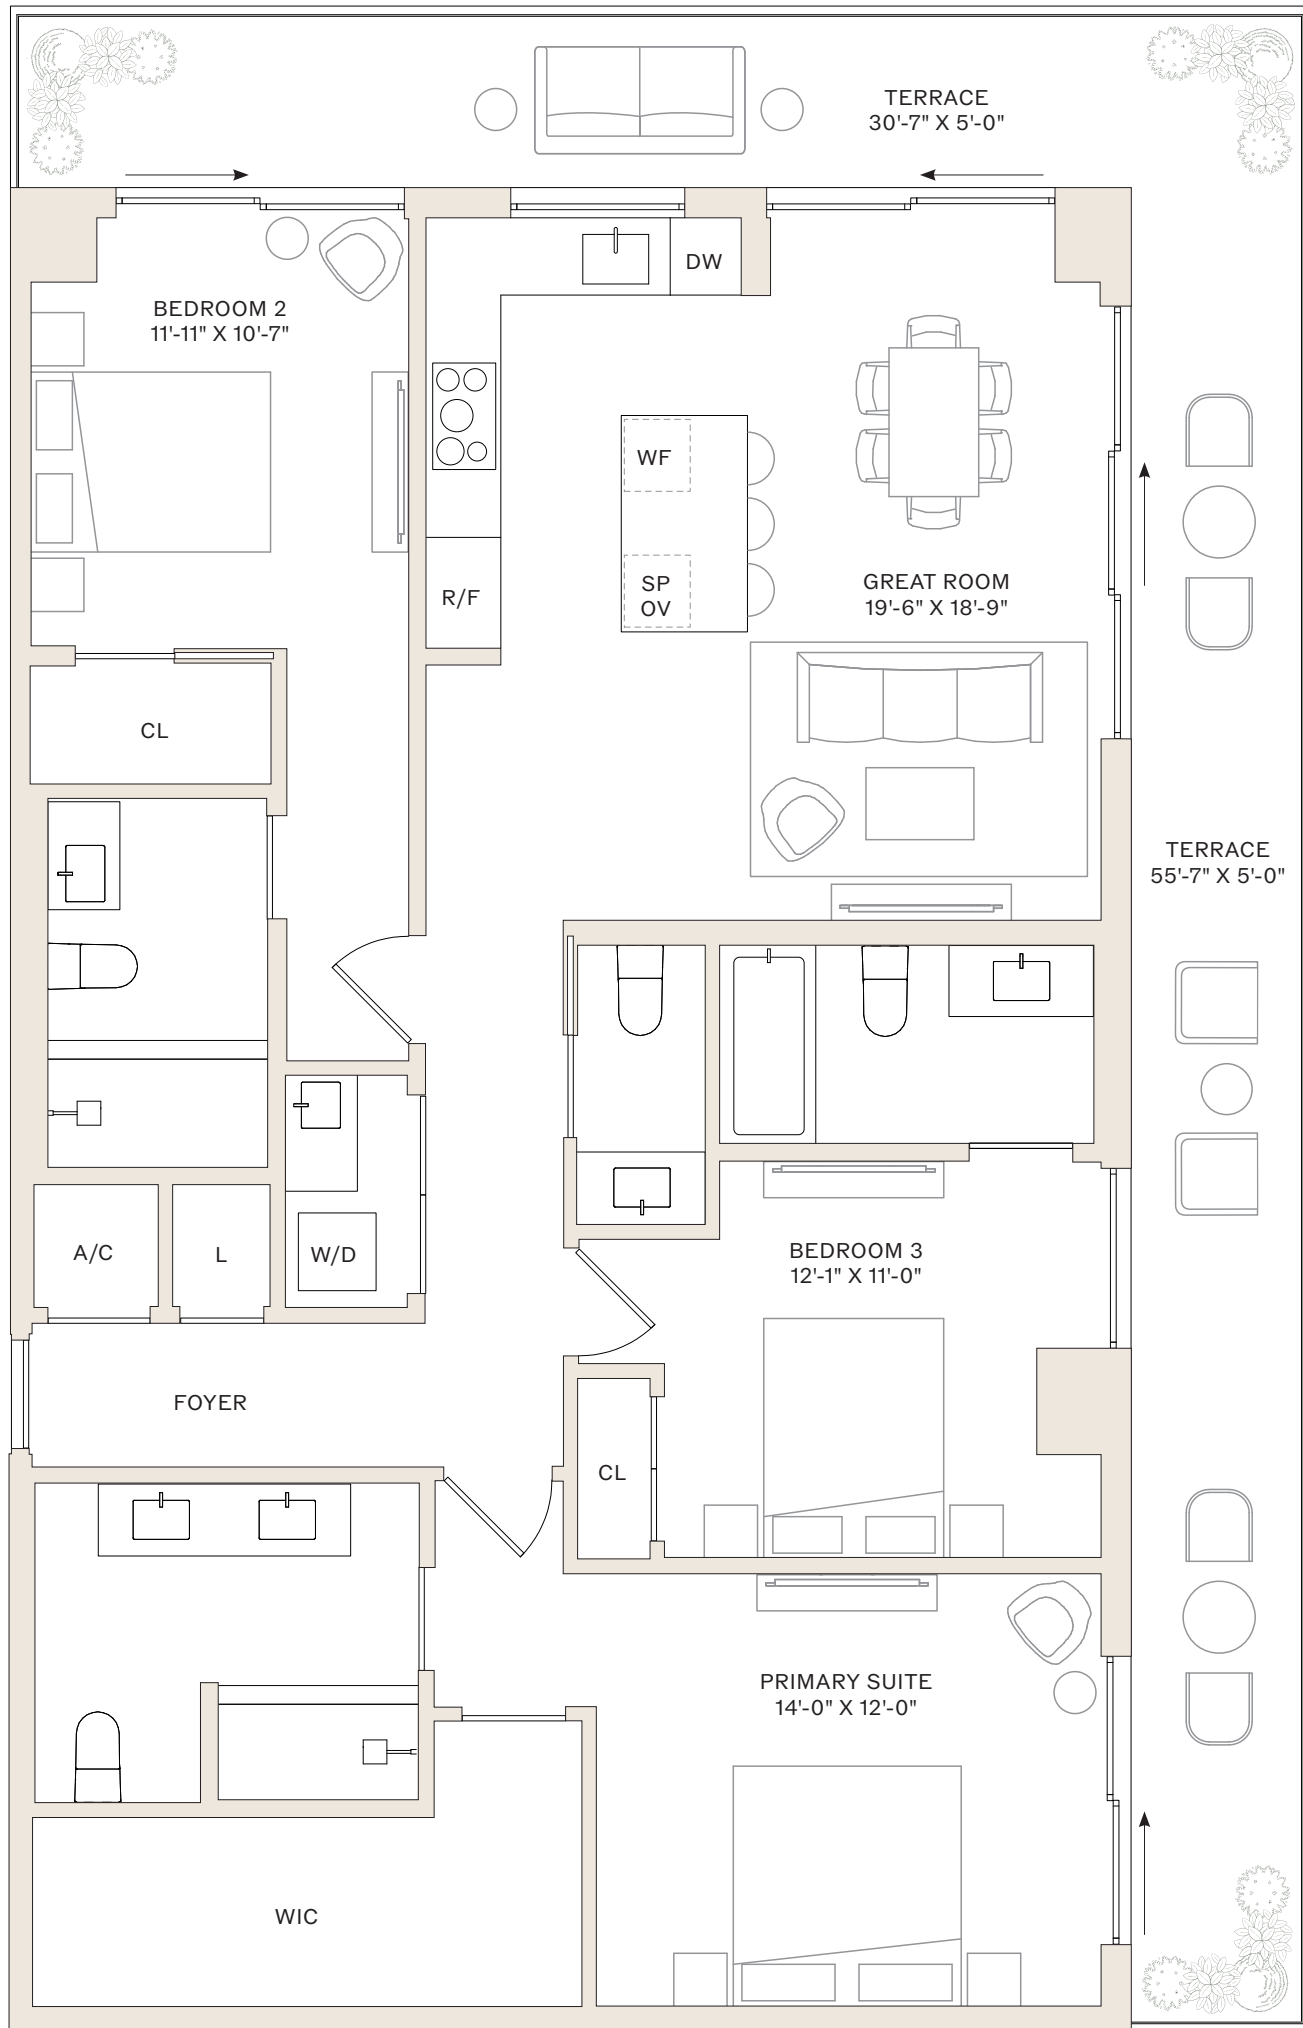 TERRACE
30'-7" X 5'-0"
DW
BEDROOM 2
11'-11" X 10'-7"
WF
SP
OV
R/F
GREAT ROOM
19'-6" X 18'-9"
CL
TERRACE
55'-7" X 5'-0"
A/C
L
W/D
BEDROOM 3
12'-1" X 11'-0"
FOYER
CL
PRIMARY SUITE
14'-0" X 12'-0"
WIC